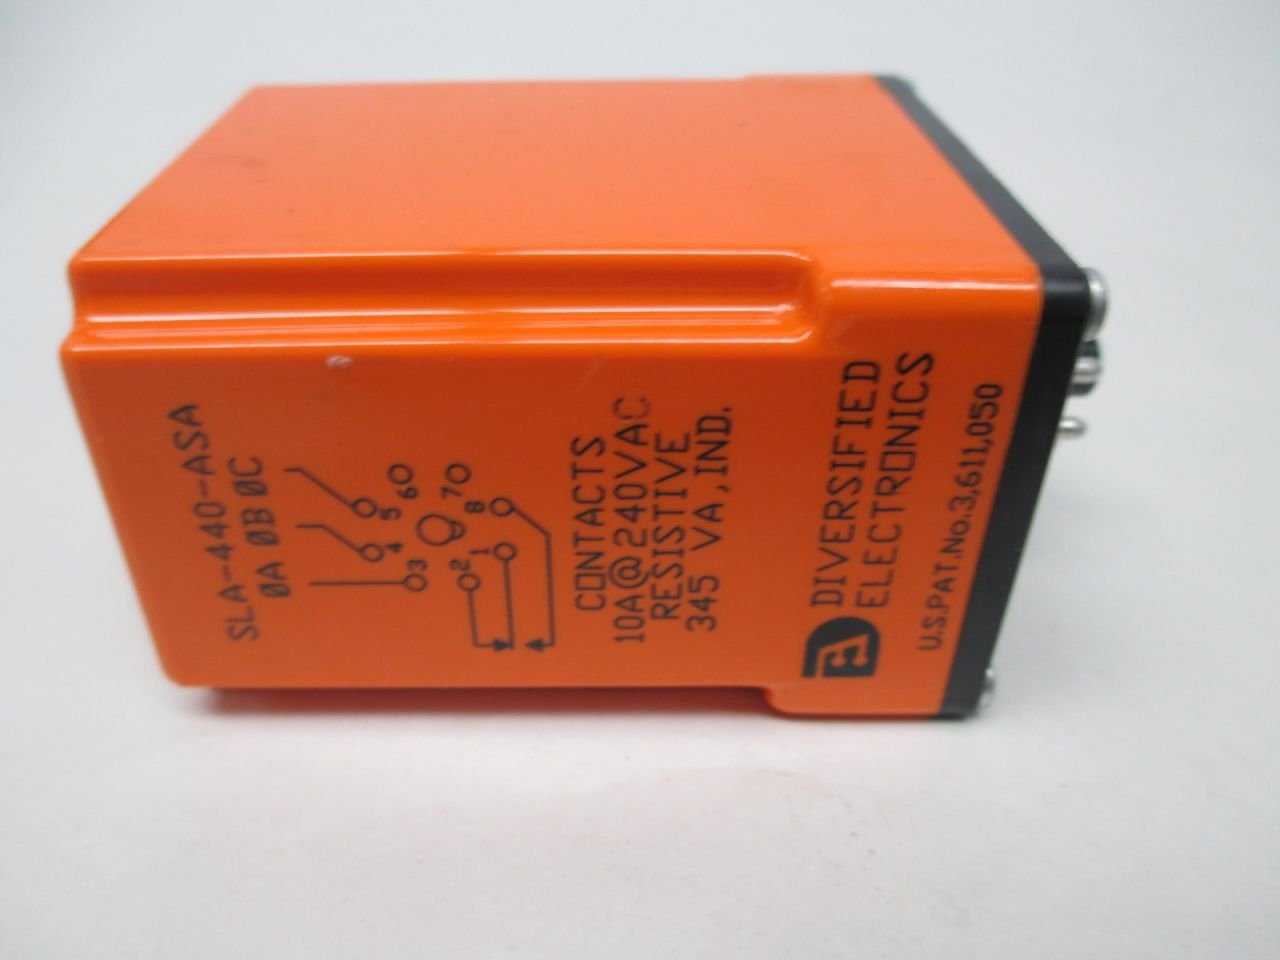 SLA-440-ASA
ØA ØB ØC
5
6
4
7
3
8
2
1
CONTACTS
10A@240VAC
RESISTIVE
345 VA,IND.
DIVERSIFIED
ELECTRONICS
U.S.PAT.No.3,611,050